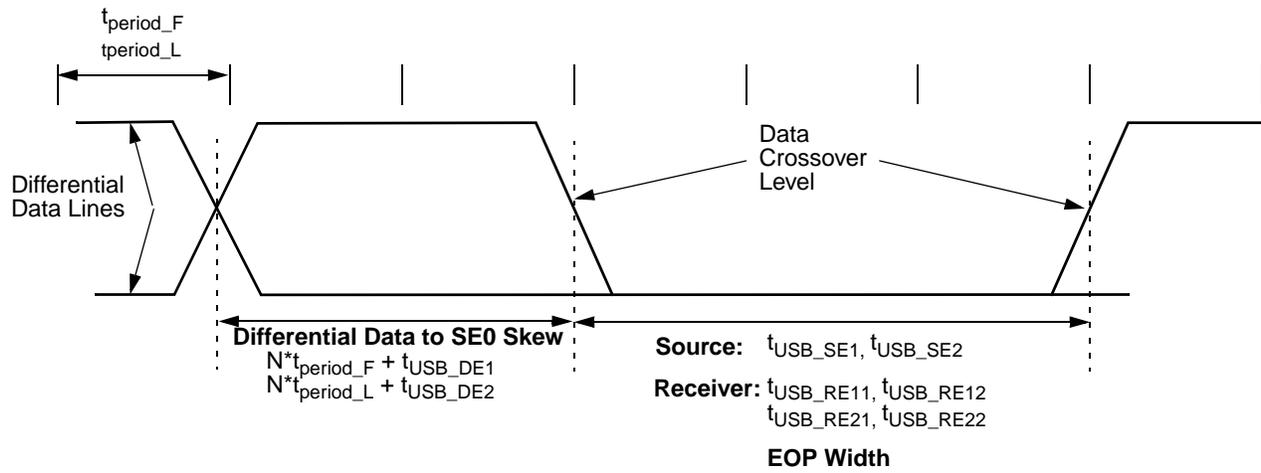 tperiod_F
tperiod_L
Data
Crossover
Level
Differential
Data Lines
Differential Data to SE0 Skew
N*tperiod_F + tUSB_DE1
N*tperiod_L + tUSB_DE2
Source: tUSB_SE1, tUSB_SE2
Receiver: tUSB_RE11, tUSB_RE12
tUSB_RE21, tUSB_RE22
EOP Width